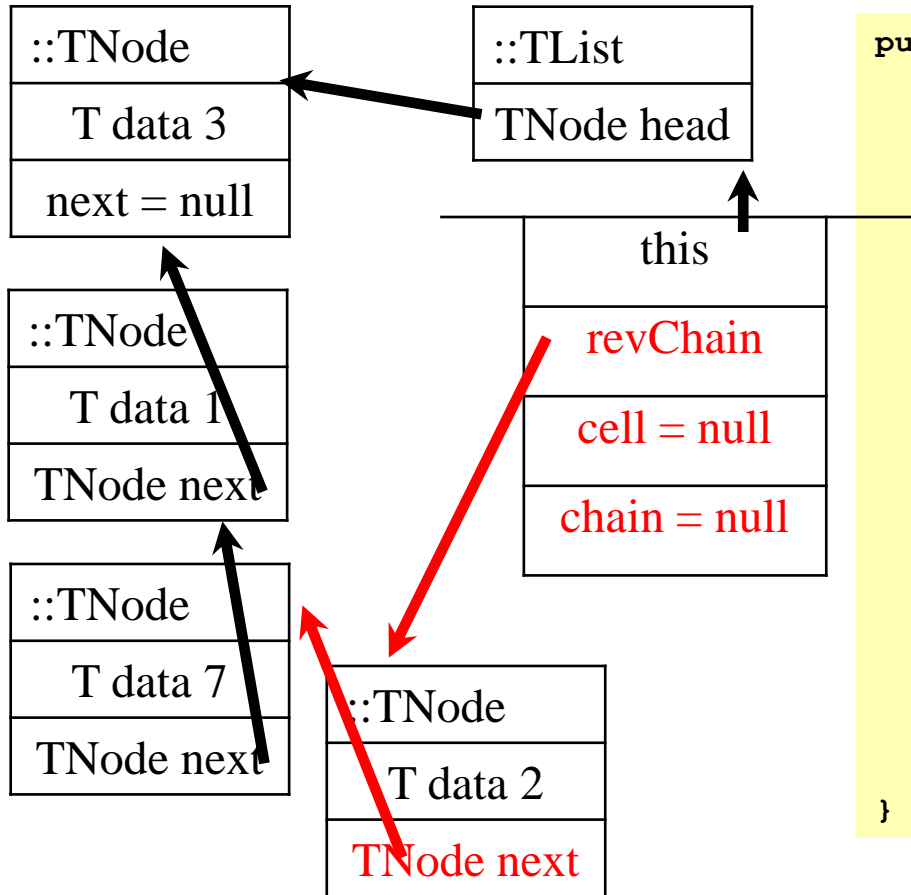 ::TNode
T data 3
next = null
::TList
TNode head
this
revChain
cell = null
chain = null
::TNode
T data 1
TNode next
::TNode
T data 7
TNode next
::TNode
T data 2
TNode next
pu
}